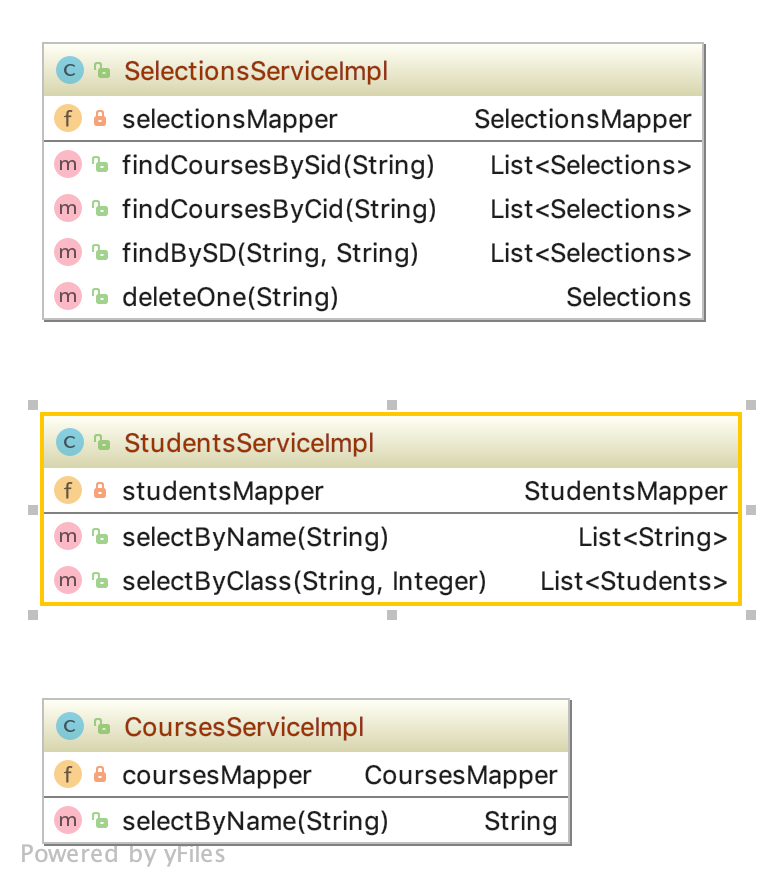 C SelectionsServiceImpl
f selectionsMapper SelectionsMapper
m findCoursesBySid(String) List<Selections>
m findCoursesByCid(String) List<Selections>
m findBySD(String, String) List<Selections>
m deleteOne(String) Selections
C StudentsServiceImpl
f studentsMapper StudentsMapper
m selectByName(String) List<String>
m selectByClass(String, Integer) List<Students>
C CoursesServiceImpl
f coursesMapper CoursesMapper
m selectByName(String) String
Powered by yFiles